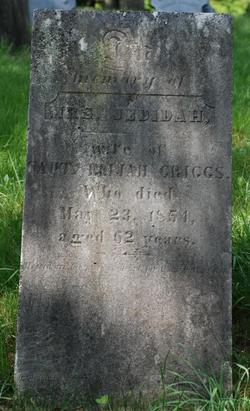 In
memory of
MRS. JEDIDAH,
wife of
CAPT. ELIJAH GRIGGS.
Who died
May 23, 1854,
aged 62 years.